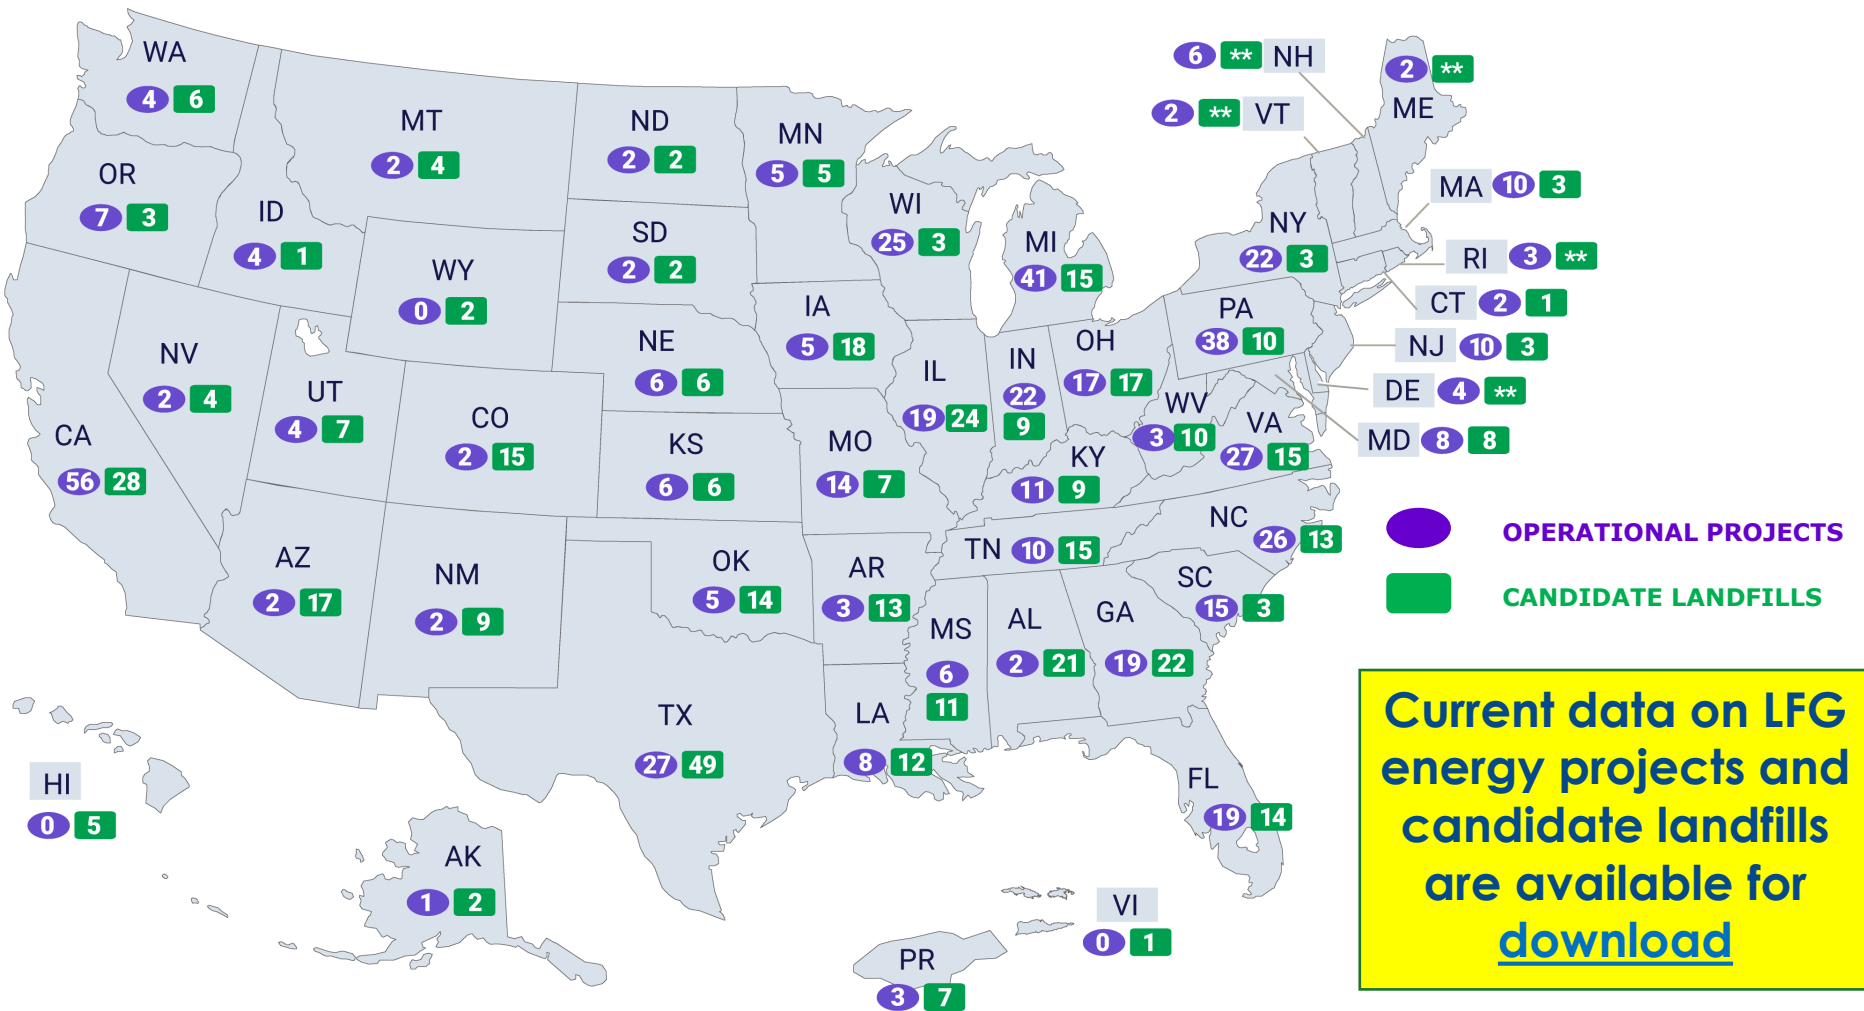 WA
4 6
OR
7 3
ID
4 1
MT
2 4
ND
2 2
MN
5 5
WI
25 3
MI
41 15
SD
2 2
WY
0 2
NV
2 4
UT
4 7
CO
2 15
NE
6 6
IA
5 18
IL
19 24
IN
22
9
OH
17 17
PA
38 10
NY
22 3
6 ** NH
2 ** VT
2 **
ME
MA 10 3
RI 3 **
CT 2 1
NJ 10 3
DE 4 **
MD 8 8
WV
3 10
VA
27 15
CA
56 28
KS
6 6
MO
14 7
KY
11 9
NC
26 13
TN 10 15
AZ
2 17
NM
2 9
OK
5 14
AR
3 13
SC
15 3
MS
6
11
AL
2 21
GA
19 22
TX
27 49
LA
8 12
FL
19 14
HI
0 5
AK
1 2
VI
0 1
PR
3 7
OPERATIONAL PROJECTS
CANDIDATE LANDFILLS
Current data on LFG
energy projects and
candidate landfills
are available for
download